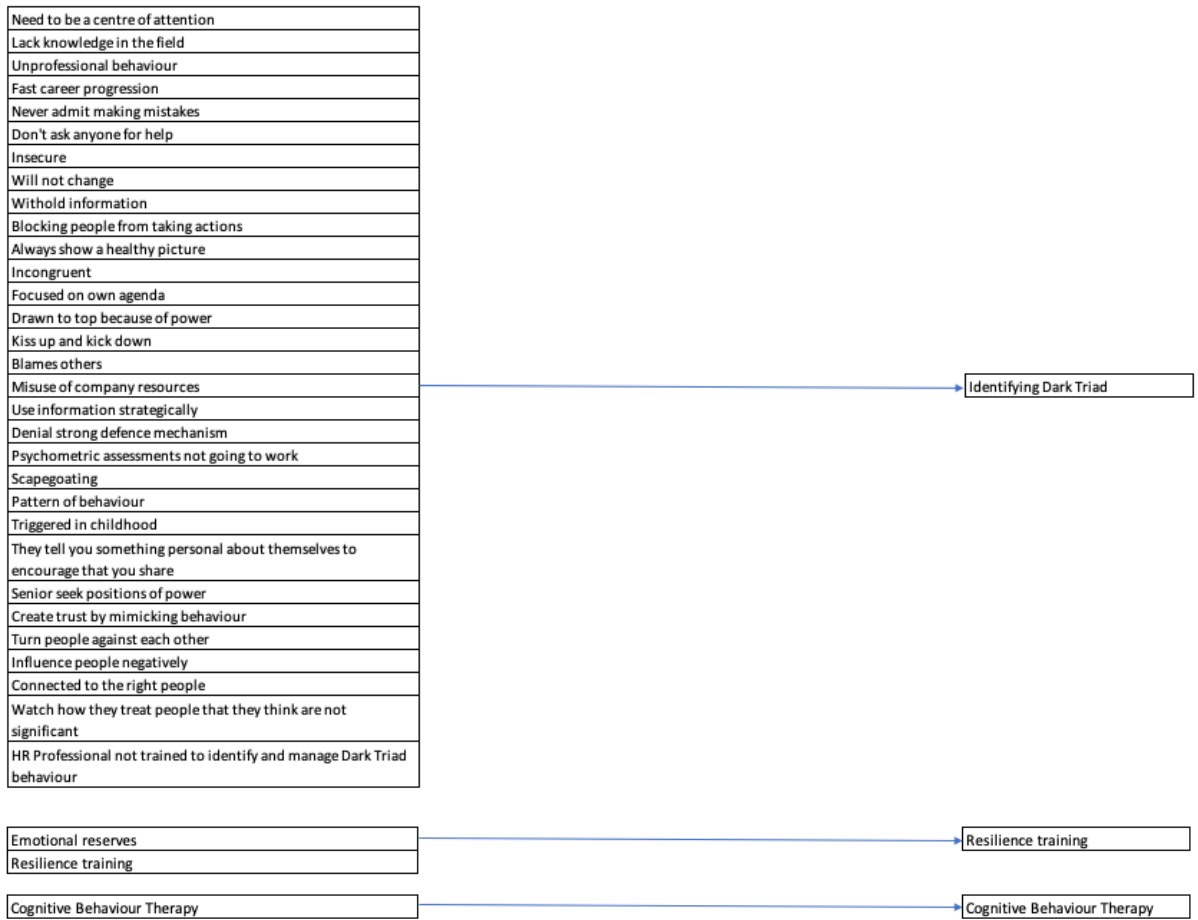 Need to be a centre of attention
Lack knowledge in the field
Unprofessional behaviour
Fast career progression
Never admit making mistakes
Don't ask anyone for help
Insecure
Will not change
Withold information
Blocking people from taking actions
Always show a healthy picture
Incongruent
Focused on own agenda
Drawn to top because of power
Kiss up and kick down
Blames others
Misuse of company resources
Identifying Dark Triad
Use information strategically
Denial strong defence mechanism
Psychometric assessments not going to work
Scapegoating
Pattern of behaviour
Triggered in childhood
They tell you something personal about themselves to
encourage that you share
Senior seek positions of power
Create trust by mimicking behaviour
Turn people against each other
Influence people negatively
Connected to the right people
Watch how they treat people that they think are not
significant
HR Professional not trained to identify and manage Dark Triad
behaviour
Emotional reserves
Resilience training
Resilience training
Cognitive Behaviour Therapy
Cognitive Behaviour Therapy